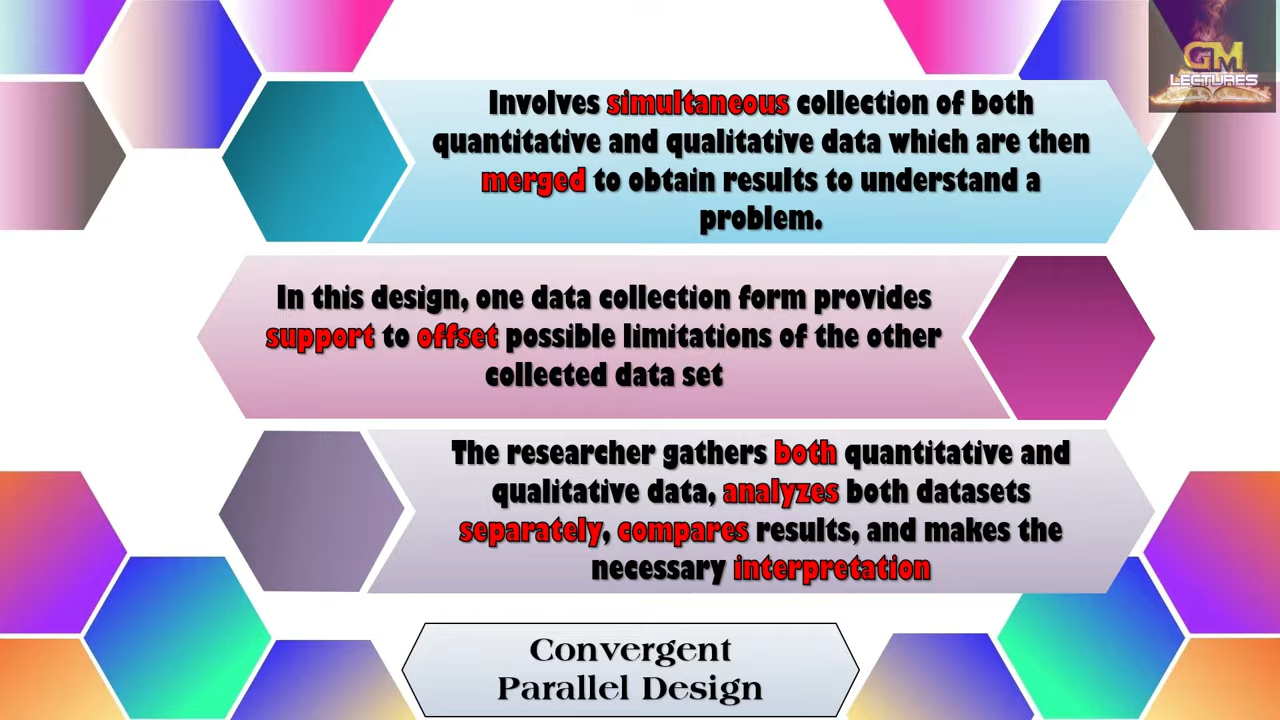 GM
LECTURES
Involves simultaneous collection of both
quantitative and qualitative data which are then
merged to obtain results to understand a
problem.
In this design, one data collection form provides
support to offset possible limitations of the other
collected data set
The researcher gathers both quantitative and
qualitative data, analyzes both datasets
separately, compares results, and makes the
necessary interpretation
Convergent
Parallel Design